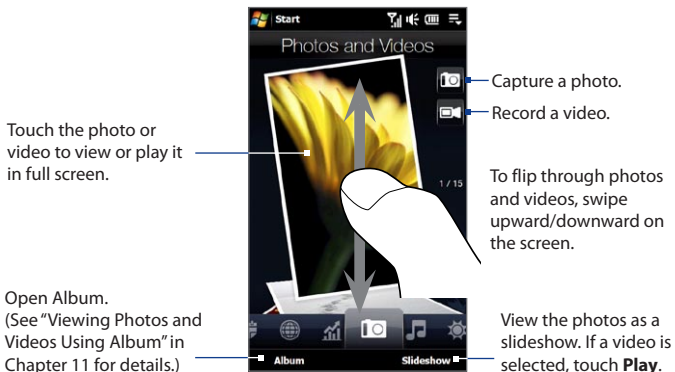 Start
Photos and Videos
Capture a photo.
Record a video.
Touch the photo or
video to view or play it
in full screen.
1 / 15
To flip through photos
and videos, swipe
upward/downward on
the screen.
Open Album.
(See “Viewing Photos and
Videos Using Album” in
Chapter 11 for details.)
Album
Slideshow
View the photos as a
slideshow. If a video is
selected, touch Play.